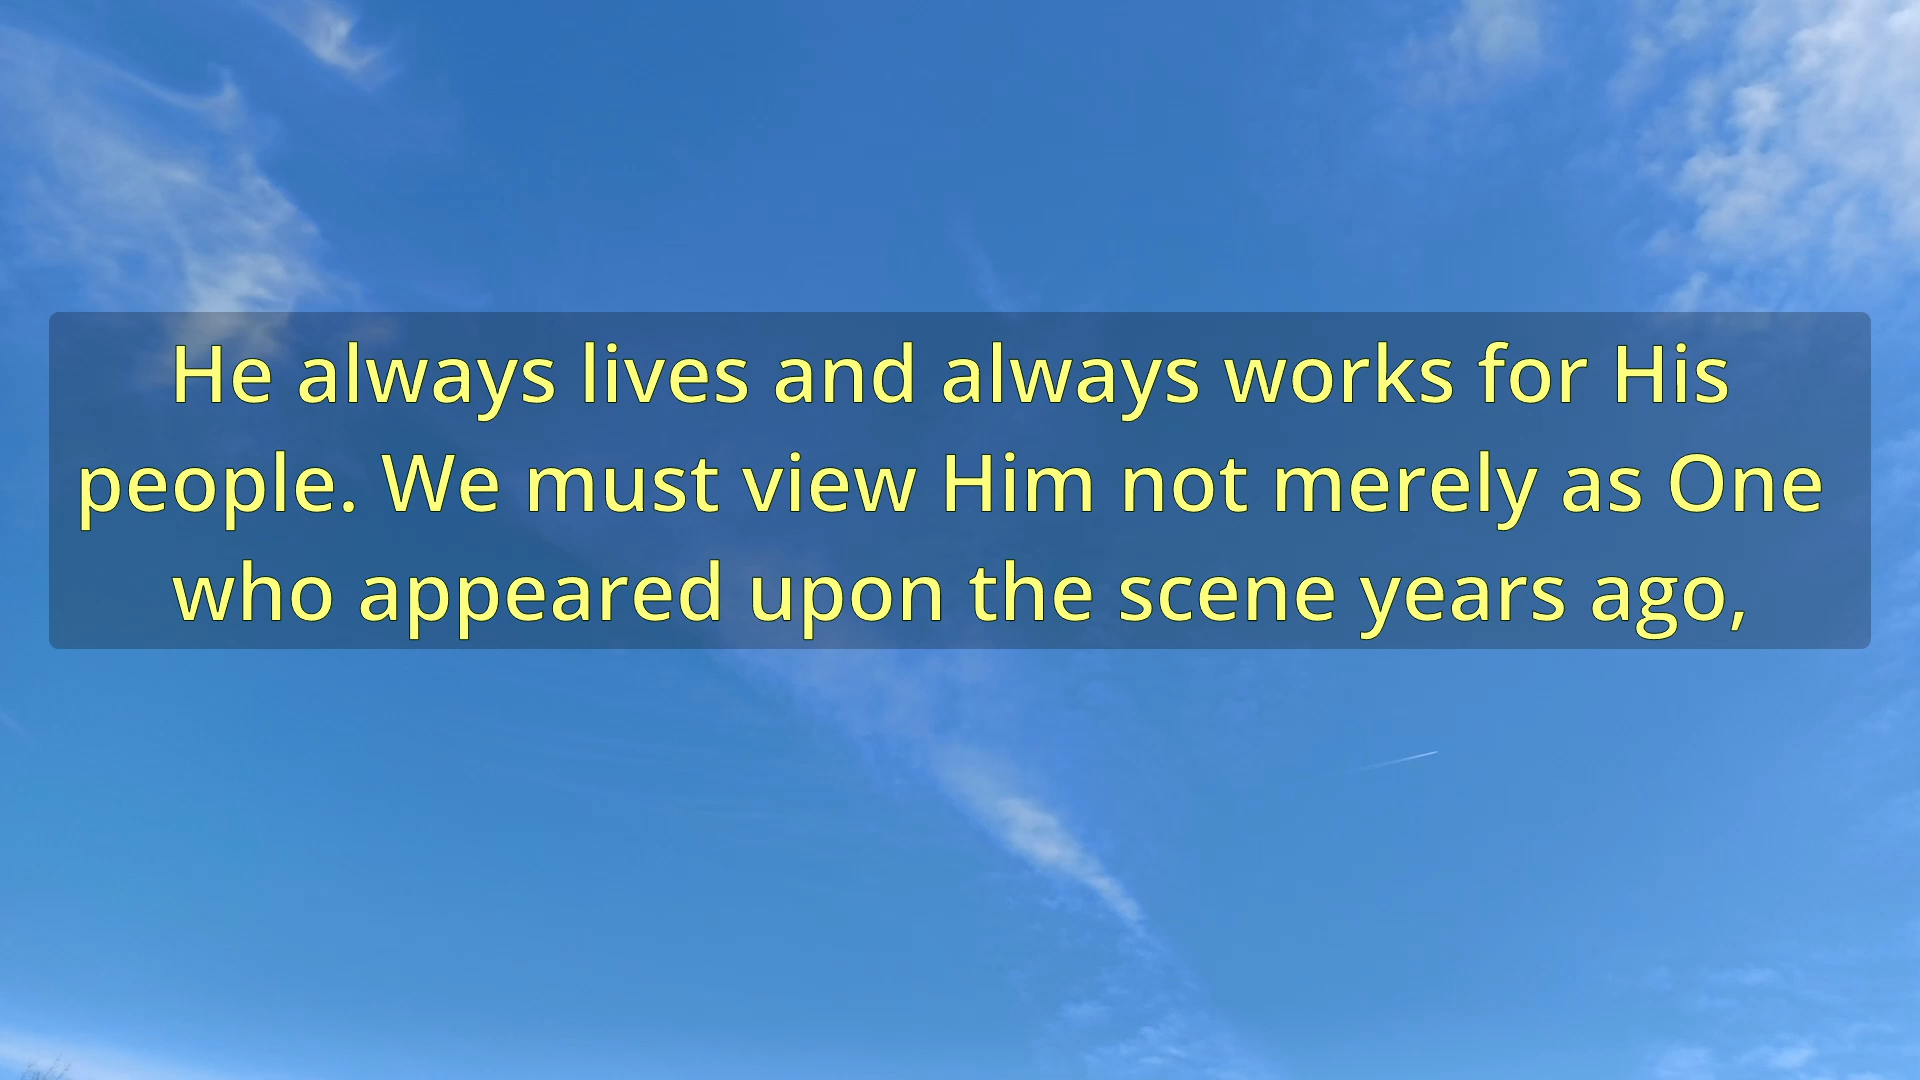 He always lives and always works for His
people. We must view Him not merely as One
who appeared upon the scene years ago,